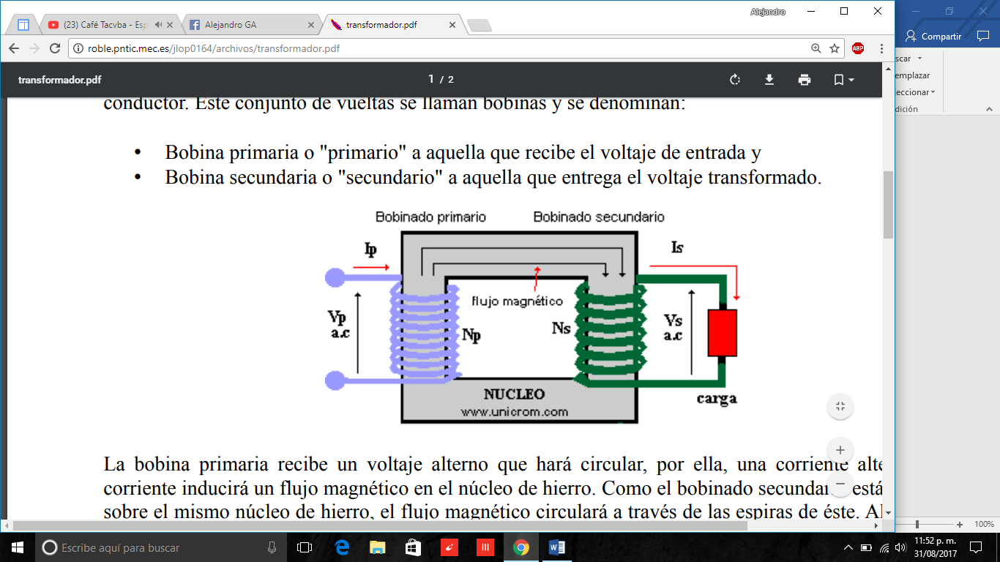 Alejandro
(23) Café Tacvba - Esp
Alejandro GA
transformador.pdf
roble.pntic.mec.es/jlop0164/archivos/transformador.pdf
ABP
Compartir
transformador.pdf
1 / 2
scar
emplazar
eccionar
dición
conductor. Este conjunto de vueltas se llaman bobinas y se denominan:
• Bobina primaria o "primario" a aquella que recibe el voltaje de entrada y
• Bobina secundaria o "secundario" a aquella que entrega el voltaje transformado.
Bobinado primario Bobinado secundario
Ip
Is
flujo magnético
Vp
a.c
Np
Ns
Vs
a.c
NUCLEO
www.unicrom.com
carga
La bobina primaria recibe un voltaje alterno que hará circular, por ella, una corriente alte
corriente inducirá un flujo magnético en el núcleo de hierro. Como el bobinado secundar está
sobre el mismo núcleo de hierro, el flujo magnético circulará a través de las espiras de éste. Al
100%
Escribe aquí para buscar
11:52 p. m.
31/08/2017